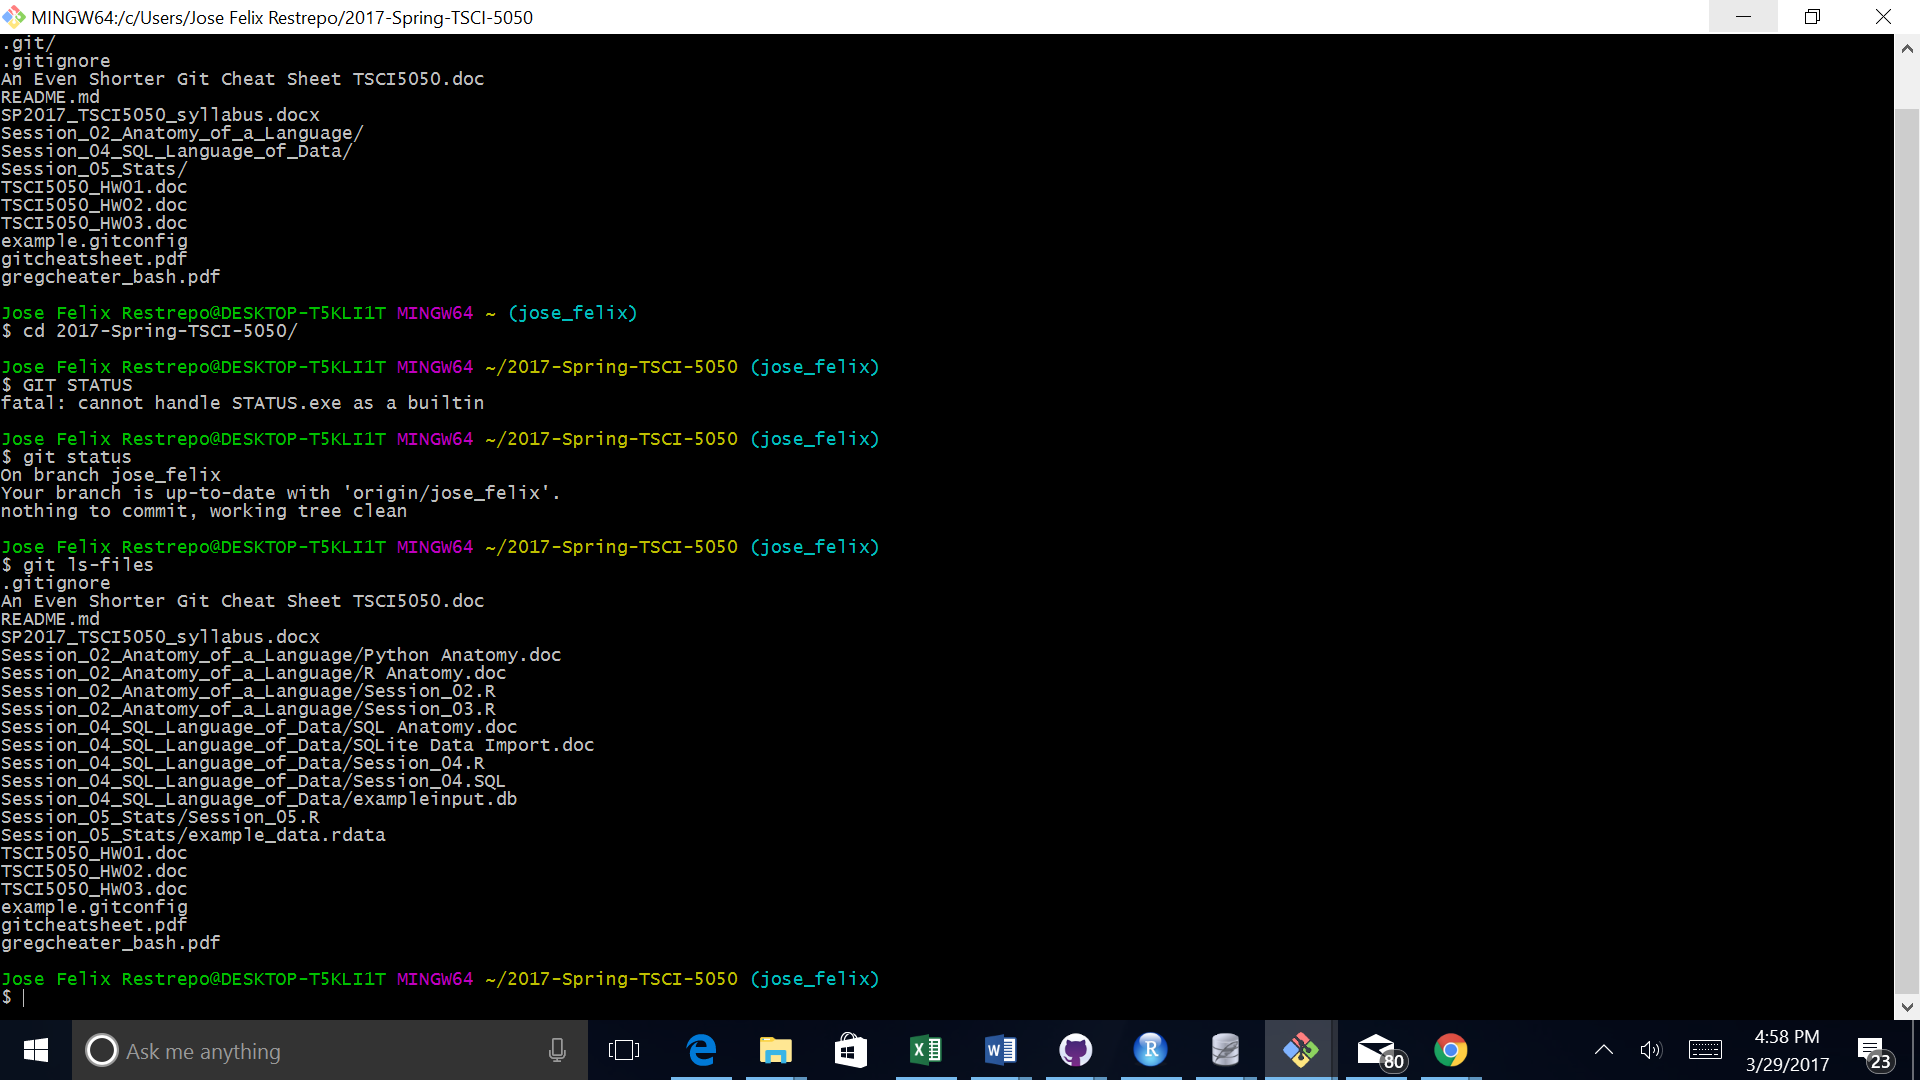 MINGW64:/c/Users/Jose Felix Restrepo/2017-Spring-TSCI-5050
.git/
.gitignore
An Even Shorter Git Cheat Sheet TSCI5050.doc
README.md
SP2017_TSCI5050_syllabus.docx
Session_02_Anatomy_of_a_Language/
Session_04_SQL_Language_of_Data/
Session_05_Stats/
TSCI5050_HW01.doc
TSCI5050_HW02.doc
TSCI5050_HW03.doc
example.gitconfig
gitcheatsheet.pdf
gregcheater_bash.pdf
Jose Felix Restrepo@DESKTOP-T5KLI1T MINGW64 ~ (jose_felix)
$ cd 2017-Spring-TSCI-5050/
Jose Felix Restrepo@DESKTOP-T5KLI1T MINGW64 ~/2017-Spring-TSCI-5050 (jose_felix)
$ GIT STATUS
fatal: cannot handle STATUS.exe as a builtin
Jose Felix Restrepo@DESKTOP-T5KLI1T MINGW64 ~/2017-Spring-TSCI-5050 (jose_felix)
$ git status
On branch jose_felix
Your branch is up-to-date with 'origin/jose_felix'.
nothing to commit, working tree clean
Jose Felix Restrepo@DESKTOP-T5KLI1T MINGW64 ~/2017-Spring-TSCI-5050 (jose_felix)
$ git ls-files
.gitignore
An Even Shorter Git Cheat Sheet TSCI5050.doc
README.md
SP2017_TSCI5050_syllabus.docx
Session_02_Anatomy_of_a_Language/Python Anatomy.doc
Session_02_Anatomy_of_a_Language/R Anatomy.doc
Session_02_Anatomy_of_a_Language/Session_02.R
Session_02_Anatomy_of_a_Language/Session_03.R
Session_04_SQL_Language_of_Data/SQL Anatomy.doc
Session_04_SQL_Language_of_Data/SQLite Data Import.doc
Session_04_SQL_Language_of_Data/Session_04.R
Session_04_SQL_Language_of_Data/Session_04.SQL
Session_04_SQL_Language_of_Data/exampleinput.db
Session_05_Stats/Session_05.R
Session_05_Stats/example_data.rdata
TSCI5050_HW01.doc
TSCI5050_HW02.doc
TSCI5050_HW03.doc
example.gitconfig
gitcheatsheet.pdf
gregcheater_bash.pdf
Jose Felix Restrepo@DESKTOP-T5KLI1T MINGW64 ~/2017-Spring-TSCI-5050 (jose_felix)
$
Ask me anything
80
4:58 PM
3/29/2017
23